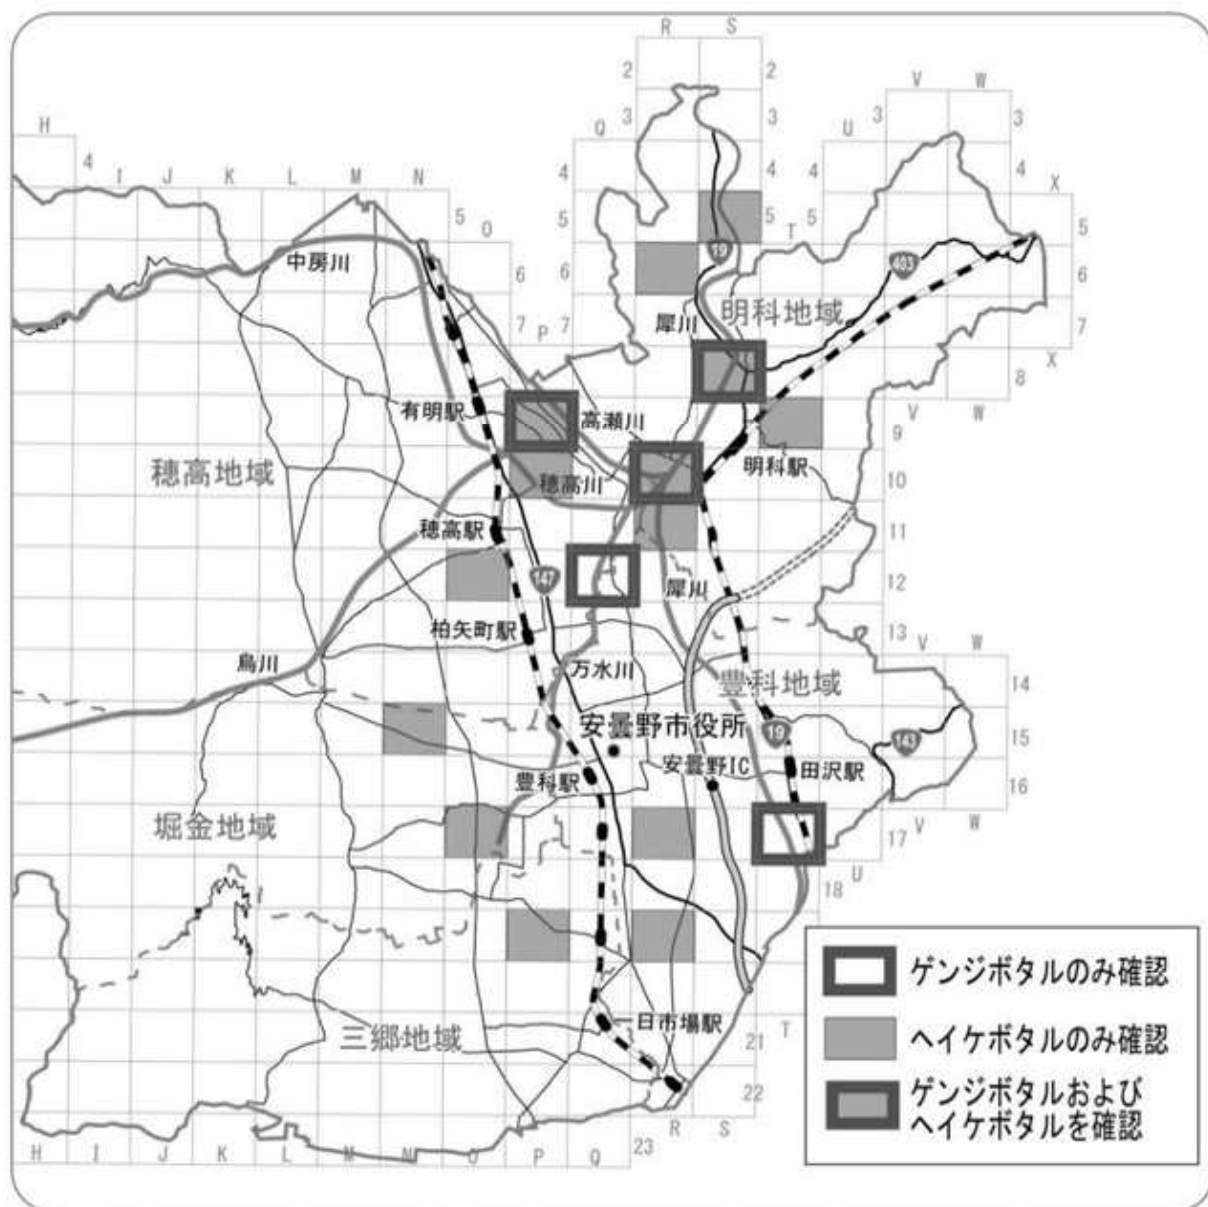 R S
2 2
V W
3 3 3 3
H Q U
4 I J K L M N 4 4 4 4 X
5 O 5 5 T 5 5
中房川 6 6 19 403 6
7 P 7 犀川 明科地域 7
X
8
有明駅 高瀬川 V W
9
穂高地域 穂高川 明科駅 10
穂高駅 11
147 犀川 12
柏矢町駅 13 V W
烏川 万水川 豊科地域 14
安曇野市役所 19 143 15
豊科駅 安曇野IC 田沢駅 16
堀金地域 V W
17
U
18
ゲンジボタルのみ確認
ヘイケボタルのみ確認
ゲンジボタルおよび
ヘイケボタルを確認
三郷地域 一日市場駅 21 T
22
H I J K L M N O P Q 23 R S